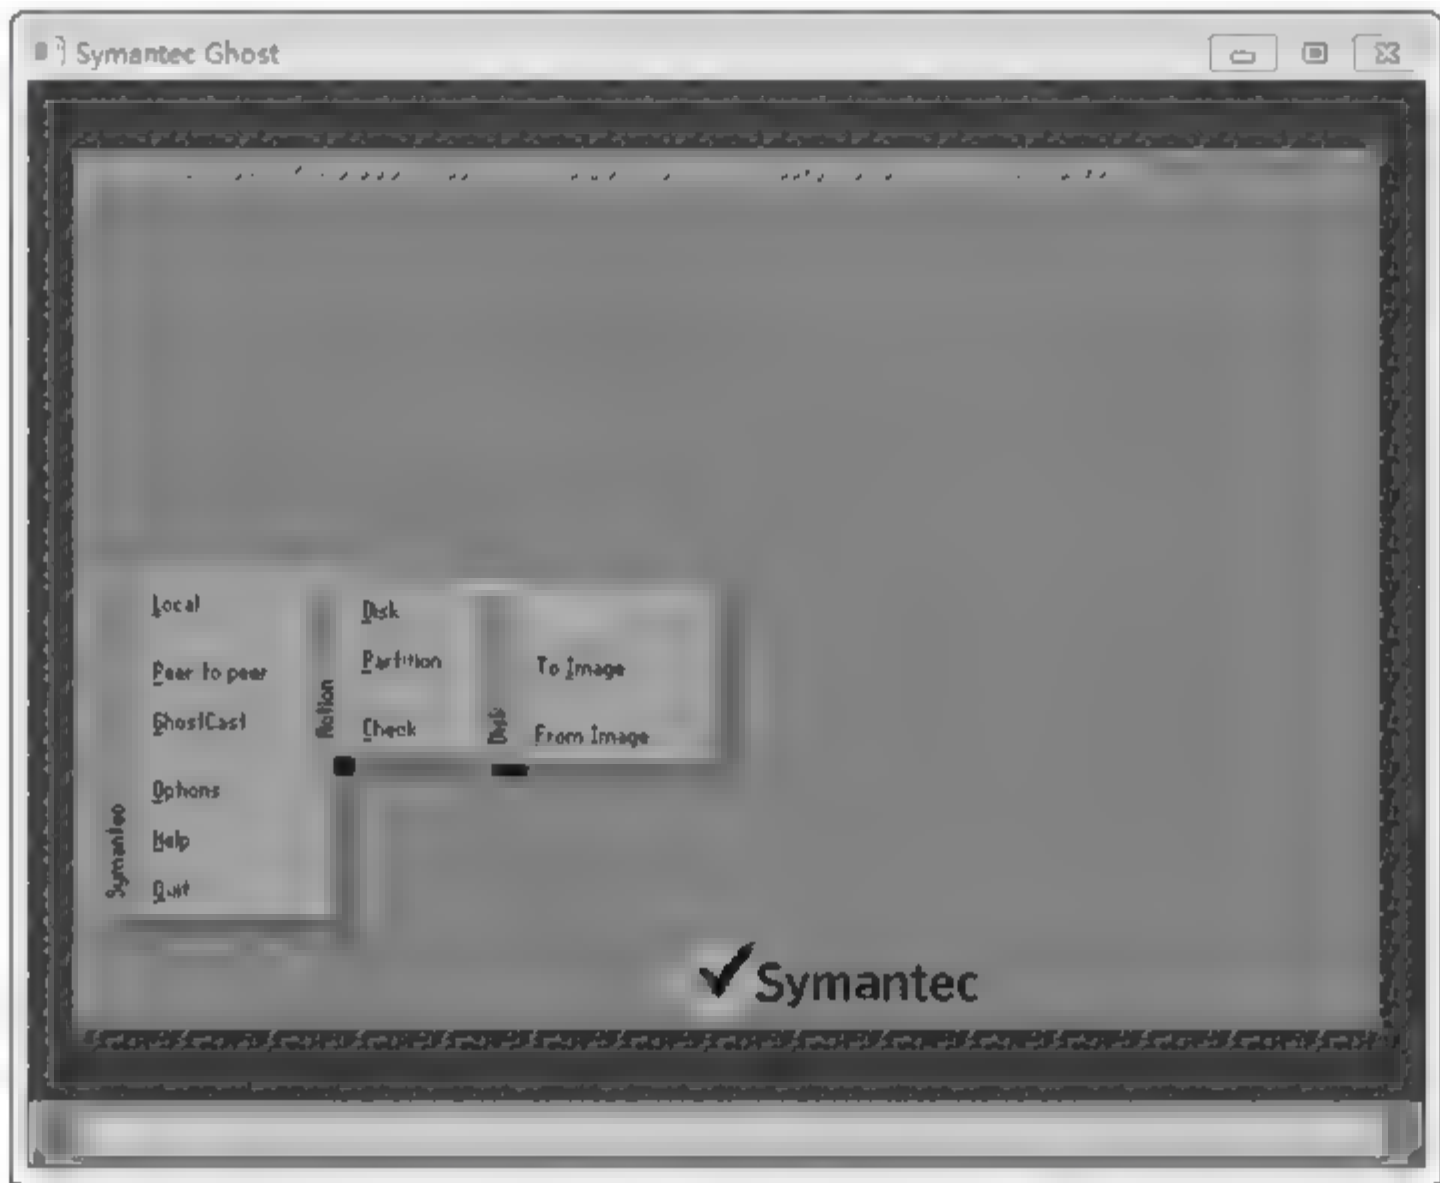 Symantec Ghost
Local
Peer to peer
GhostCast
Options
Help
Quit
Symantec
Disk
Partition
Check
Action
To Image
From Image
Disk
Symantec